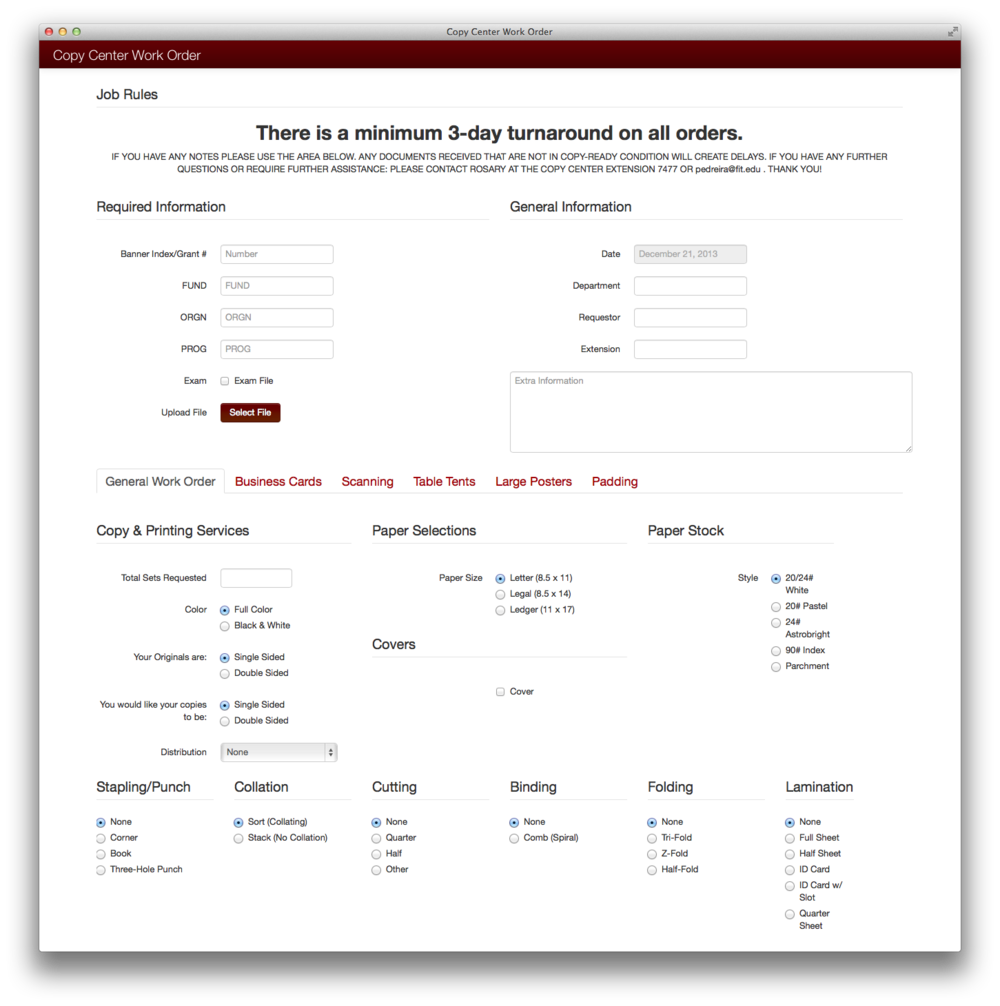 Copy Center Work Order
Copy Center Work Order
Job Rules
There is a minimum 3-day turnaround on all orders.
IF YOU HAVE ANY NOTES PLEASE USE THE AREA BELOW. ANY DOCUMENTS RECEIVED THAT ARE NOT IN COPY-READY CONDITION WILL CREATE DELAYS. IF YOU HAVE ANY FURTHER
QUESTIONS OR REQUIRE FURTHER ASSISTANCE: PLEASE CONTACT ROSARY AT THE COPY CENTER EXTENSION 7477 OR pedreira@fit.edu . THANK YOU!
Required Information
Banner Index/Grant # Number
FUND FUND
ORGN ORGN
PROG PROG
Exam Exam File
Upload File Select File
General Information
Date December 21, 2013
Department
Requestor
Extension
Extra Information
General Work Order Business Cards Scanning Table Tents Large Posters Padding
Copy & Printing Services
Total Sets Requested
Color Full Color
Black & White
Your Originals are: Single Sided
Double Sided
You would like your copies Single Sided
to be: Double Sided
Distribution None
Paper Selections
Paper Size Letter (8.5 x 11)
Legal (8.5 x 14)
Ledger (11 x 17)
Covers
Cover
Paper Stock
Style 20/24#
White
20# Pastel
24#
Astrobright
90# Index
Parchment
Stapling/Punch
None
Corner
Book
Three-Hole Punch
Collation
Sort (Collating)
Stack (No Collation)
Cutting
None
Quarter
Half
Other
Binding
None
Comb (Spiral)
Folding
None
Tri-Fold
Z-Fold
Half-Fold
Lamination
None
Full Sheet
Half Sheet
ID Card
ID Card w/
Slot
Quarter
Sheet